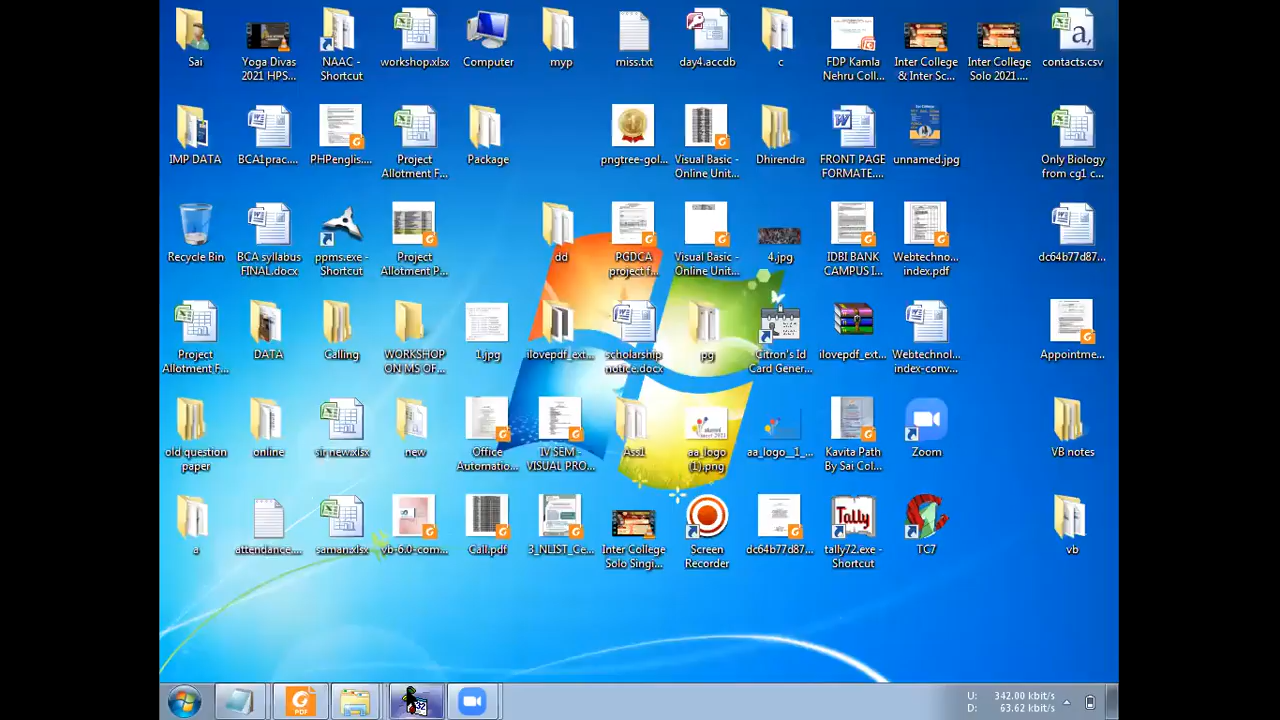 Sai
Yoga Divas
2021 HPS...
NAAC -
Shortcut
workshop.xlsx
Computer
myp
miss.txt
day4.accdb
c
FDP Kamla
Nehru Coll...
Inter College
& Inter Sc...
Inter College
Solo 2021....
contacts.csv
IMP DATA
BCA1prac....
PHPenglis....
Project
Allotment F...
Package
pngtree-gol...
Visual Basic -
Online Unit...
Dhirendra
FRONT PAGE
FORMATE....
unnamed.jpg
Only Biology
from cg1 c...
Recycle Bin
BCA syllabus
FINAL.docx
ppms.exe -
Shortcut
Project
Allotment P...
dd
PGDCA
project f...
Visual Basic -
Online Unit...
4.jpg
IDBI BANK
CAMPUS I...
Webtechno...
index.pdf
dc64b77d87...
Project
Allotment F...
DATA
Calling
WORKSHOP
ON MS OF...
1.jpg
ilovepdf_ext...
scholarship
notice.docx
pg
Citron's Id
Card Gener...
ilovepdf_ext...
Webtechnol...
index-conv...
Appointme...
old question
paper
online
sir new.xlsx
new
Office
Automatio...
IV SEM -
VISUAL PRO...
Ass1
aa_logo
(1).png
aa_logo__1_...
Kavita Path
By Sai Col...
Zoom
VB notes
a
attendance....
saman.xlsx
vb-6.0-com...
Call.pdf
3_NLIST_Ce...
Inter College
Solo Singi...
Screen
Recorder
dc64b77d87...
tally72.exe -
Shortcut
TC7
vb
Tally
PDF
U: 342.00 kbit/s
D: 63.62 kbit/s